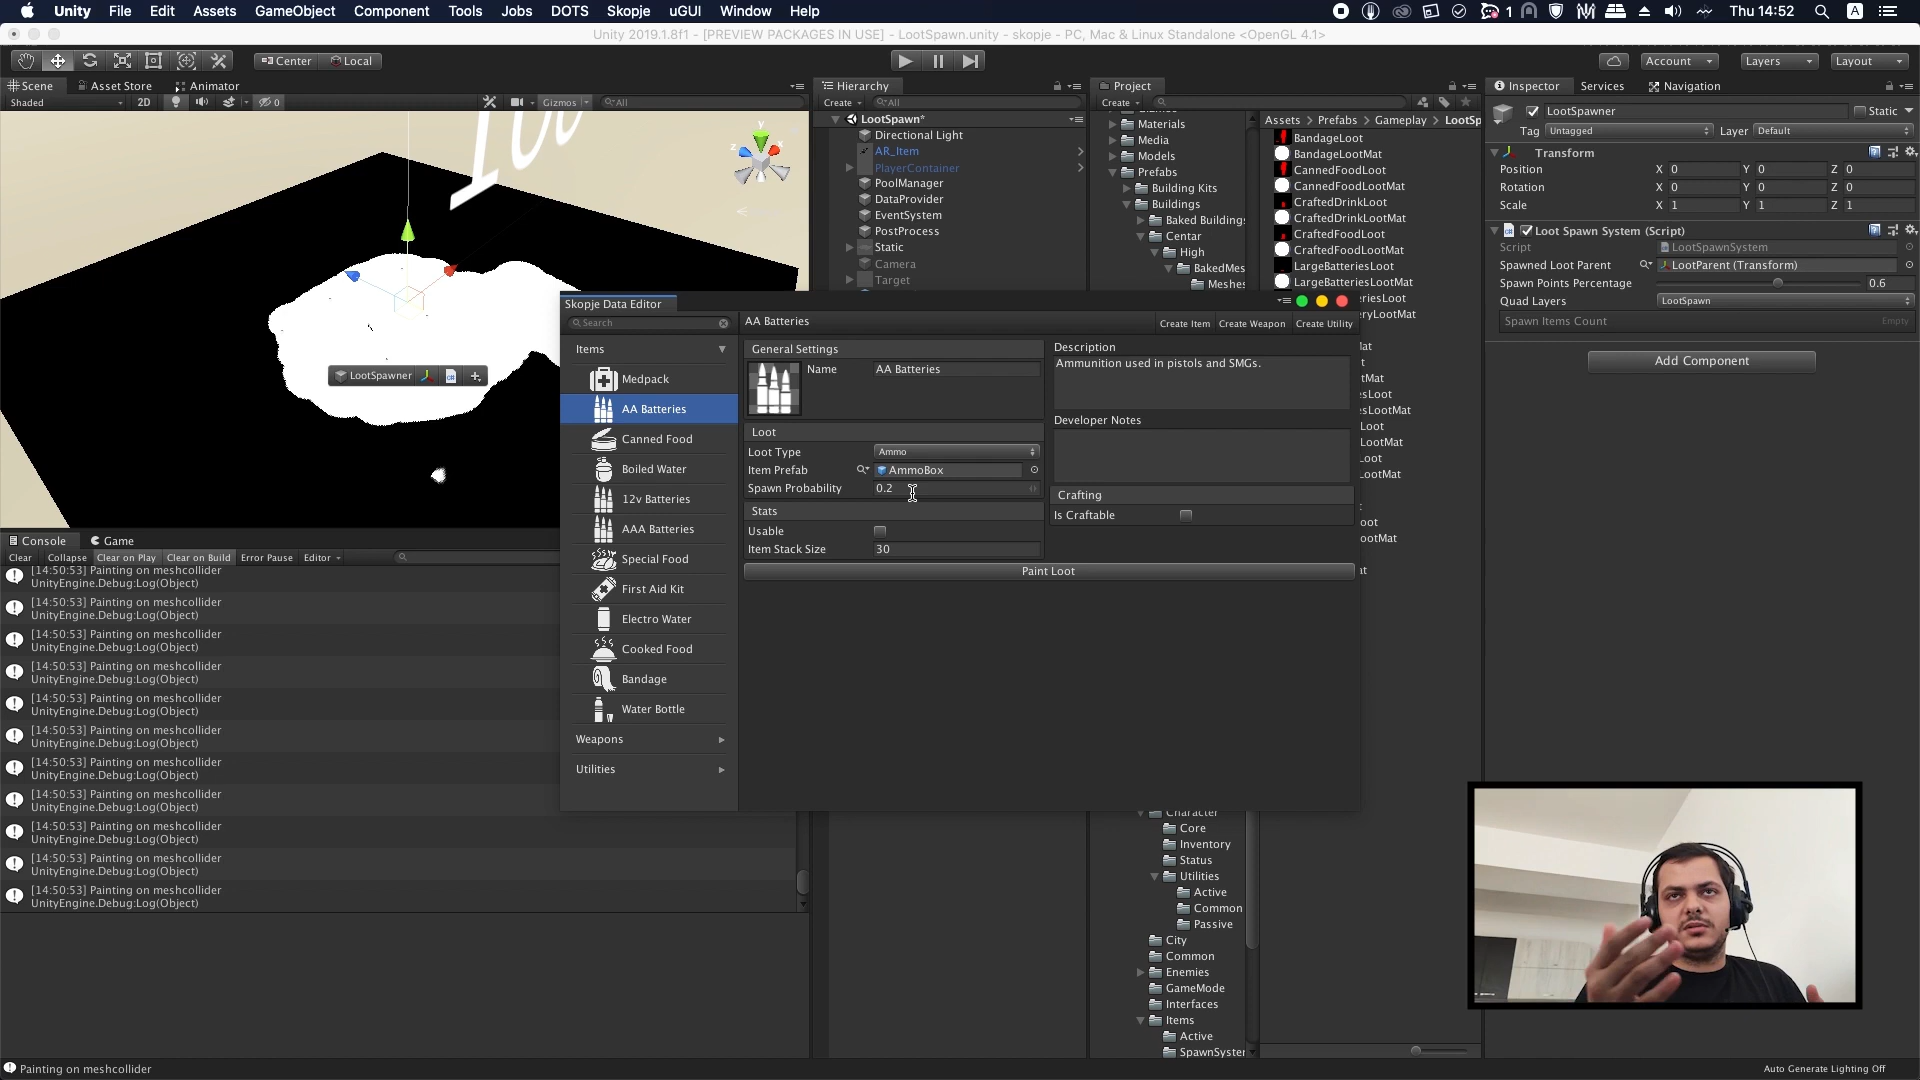 Unity File Edit Assets GameObject Component Tools Jobs DOTS Skopje uGUI Window Help 1 Thu 14:52 A
Unity 2019.1.8f1 - [PREVIEW PACKAGES IN USE] - LootSpawn.unity - skopje - PC, Mac & Linux Standalone <OpenGL 4.1>
Center Local Account Layers Layout
Scene Asset Store Animator
Shaded 2D 0 Gizmos All
y
x
z
100
LootSpawner
Hierarchy
Create All
LootSpawn*
Directional Light
AR_Item
PlayerContainer
PoolManager
DataProvider
EventSystem
PostProcess
Static
Camera
Target
Project
Create
Materials
Media
Models
Prefabs
Building Kits
Buildings
Baked Building
Centar
High
BakedMes
Meshes
Assets > Prefabs > Gameplay > LootSp
BandageLoot
BandageLootMat
CannedFoodLoot
CannedFoodLootMat
CraftedDrinkLoot
CraftedDrinkLootMat
CraftedFoodLoot
CraftedFoodLootMat
LargeBatteriesLoot
LargeBatteriesLootMat
eriesLoot
eryLootMat
at
t
tMat
sLoot
sLootMat
Loot
LootMat
oot
ootMat
oot
ootMat
t
Character
Core
Inventory
Status
Utilities
Active
Common
Passive
City
Common
Enemies
GameMode
Interfaces
Items
Active
SpawnSyster
Inspector Services Navigation
LootSpawner Static
Tag Untagged Layer Default
Transform
Position X 0 Y 0 Z 0
Rotation X 0 Y 0 Z 0
Scale X 1 Y 1 Z 1
Loot Spawn System (Script)
Script LootSpawnSystem
Spawned Loot Parent LootParent (Transform)
Spawn Points Percentage 0.6
Quad Layers LootSpawn
Spawn Items Count Empty
Add Component
Skopje Data Editor
Search
Items
Medpack
AA Batteries
Canned Food
Boiled Water
12v Batteries
AAA Batteries
Special Food
First Aid Kit
Electro Water
Cooked Food
Bandage
Water Bottle
Weapons
Utilities
AA Batteries Create Item Create Weapon Create Utility
General Settings
Name AA Batteries
Loot
Loot Type Ammo
Item Prefab AmmoBox
Spawn Probability 0.2
Stats
Usable
Item Stack Size 30
Description
Ammunition used in pistols and SMGs.
Developer Notes
Crafting
Is Craftable
Paint Loot
Console Game
Clear Collapse Clear on Play Clear on Build Error Pause Editor
[14:50:53] Painting on meshcollider
UnityEngine.Debug:Log(Object)
[14:50:53] Painting on meshcollider
UnityEngine.Debug:Log(Object)
[14:50:53] Painting on meshcollider
UnityEngine.Debug:Log(Object)
[14:50:53] Painting on meshcollider
UnityEngine.Debug:Log(Object)
[14:50:53] Painting on meshcollider
UnityEngine.Debug:Log(Object)
[14:50:53] Painting on meshcollider
UnityEngine.Debug:Log(Object)
[14:50:53] Painting on meshcollider
UnityEngine.Debug:Log(Object)
[14:50:53] Painting on meshcollider
UnityEngine.Debug:Log(Object)
[14:50:53] Painting on meshcollider
UnityEngine.Debug:Log(Object)
[14:50:53] Painting on meshcollider
UnityEngine.Debug:Log(Object)
[14:50:53] Painting on meshcollider
UnityEngine.Debug:Log(Object)
Painting on meshcollider
Auto Generate Lighting Off